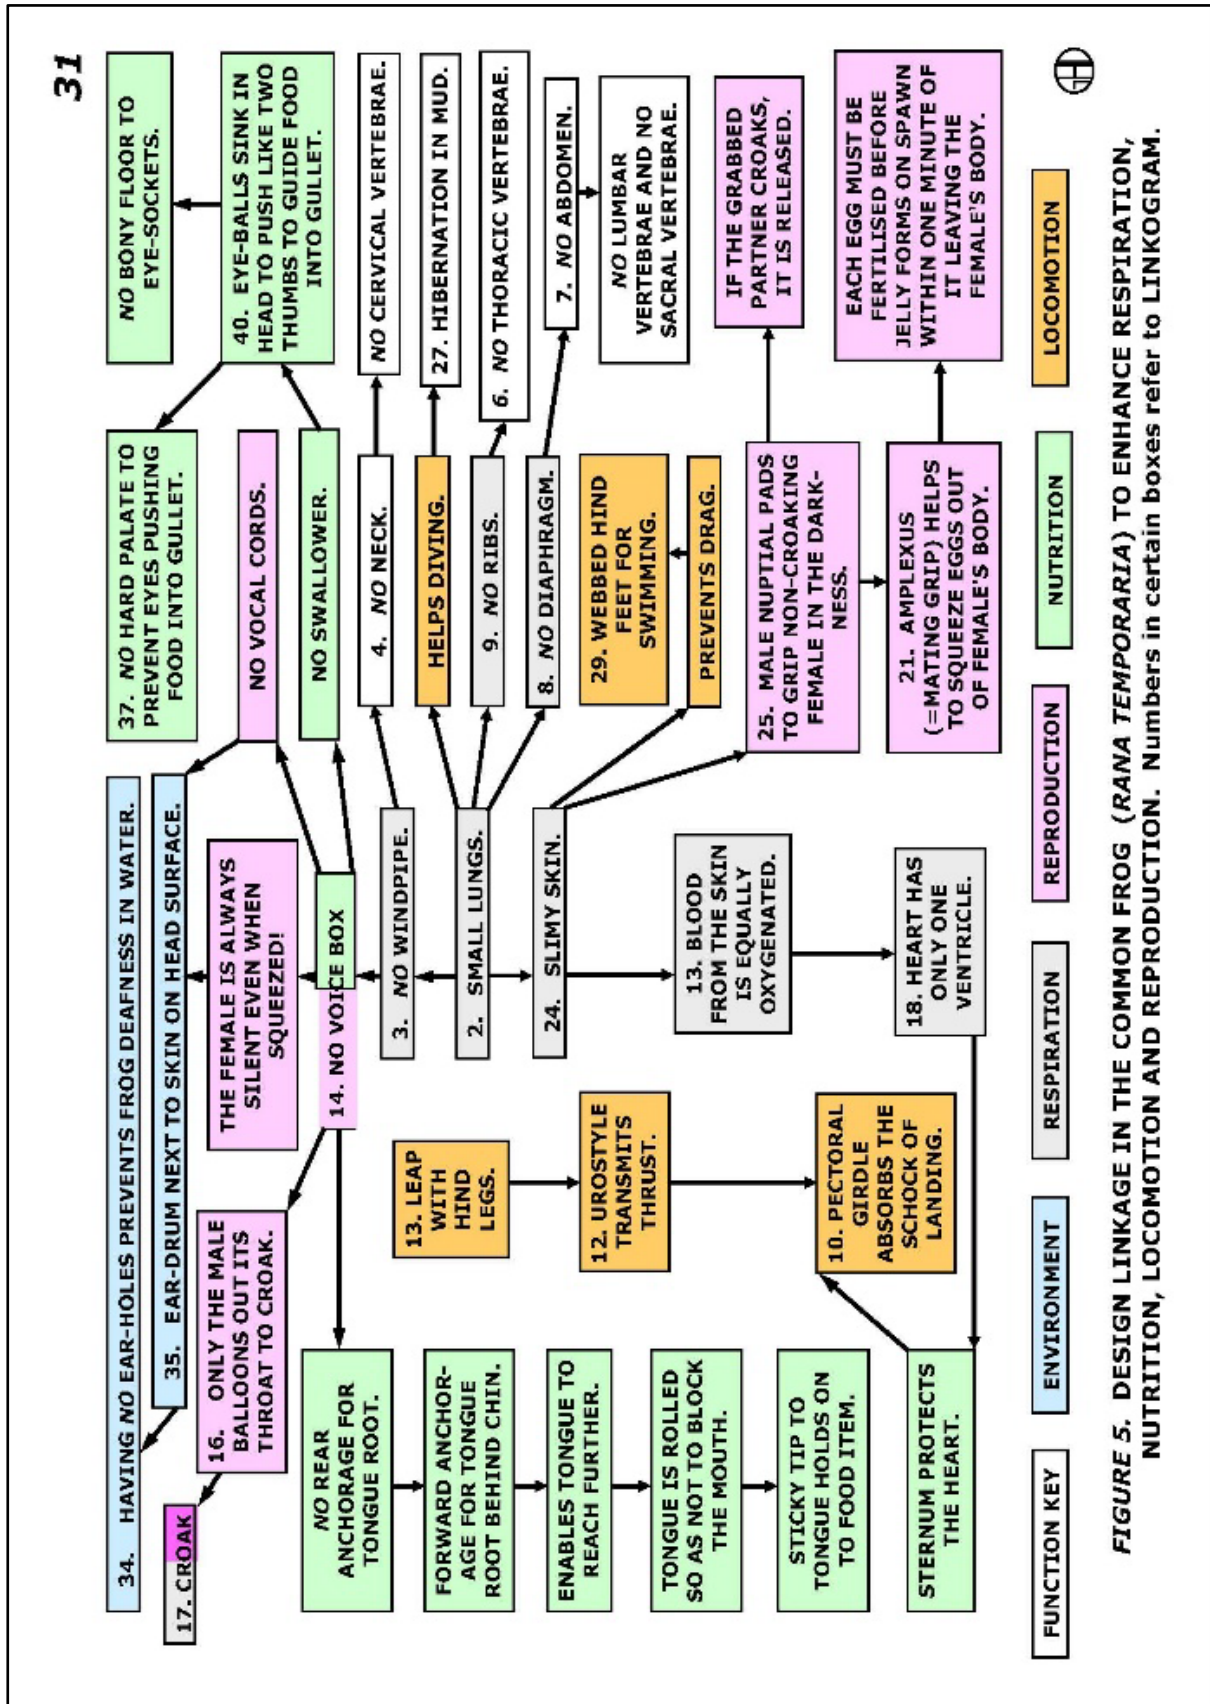 31
34. HAVING NO EAR-HOLES PREVENTS FROG DEAFNESS IN WATER.
35. EAR-DRUM NEXT TO SKIN ON HEAD SURFACE.
17. CROAK
16. ONLY THE MALE
BALLOONS OUT ITS
THROAT TO CROAK.
THE FEMALE IS ALWAYS
SILENT EVEN WHEN
SQUEEZED!
14. NO VOICE BOX
37. NO HARD PALATE TO
PREVENT EYES PUSHING
FOOD INTO GULLET.
NO VOCAL CORDS.
NO SWALLOWER.
NO BONY FLOOR TO
EYE-SOCKETS.
40. EYE-BALLS SINK IN
HEAD TO PUSH LIKE TWO
THUMBS TO GUIDE FOOD
INTO GULLET.
NO REAR
ANCHORAGE FOR
TONGUE ROOT.
FORWARD ANCHOR-
AGE FOR TONGUE
ROOT BEHIND CHIN.
ENABLES TONGUE TO
REACH FURTHER.
TONGUE IS ROLLED
SO AS NOT TO BLOCK
THE MOUTH.
STICKY TIP TO
TONGUE HOLDS ON
TO FOOD ITEM.
STERNUM PROTECTS
THE HEART.
13. LEAP
WITH
HIND
LEGS.
12. UROSTYLE
TRANSMITS
THRUST.
10. PECTORAL
GIRDLE
ABSORBS THE
SCHOCK OF
LANDING.
3. NO WINDPIPE.
2. SMALL LUNGS.
24. SLIMY SKIN.
13. BLOOD
FROM THE SKIN
IS EQUALLY
OXYGENATED.
18. HEART HAS
ONLY ONE
VENTRICLE.
4. NO NECK.
HELPS DIVING.
9. NO RIBS.
8. NO DIAPHRAGM.
29. WEBBED HIND
FEET FOR
SWIMMING.
PREVENTS DRAG.
25. MALE NUPTIAL PADS
TO GRIP NON-CROAKING
FEMALE IN THE DARK-
NESS.
21. AMPLEXUS
(=MATING GRIP) HELPS
TO SQUEEZE EGGS OUT
OF FEMALE'S BODY.
NO CERVICAL VERTEBRAE.
27. HIBERNATION IN MUD.
6. NO THORACIC VERTEBRAE.
7. NO ABDOMEN.
NO LUMBAR
VERTEBRAE AND NO
SACRAL VERTEBRAE.
IF THE GRABBED
PARTNER CROAKS,
IT IS RELEASED.
EACH EGG MUST BE
FERTILISED BEFORE
JELLY FORMS ON SPAWN
WITHIN ONE MINUTE OF
IT LEAVING THE
FEMALE'S BODY.
FUNCTION KEY
ENVIRONMENT
RESPIRATION
REPRODUCTION
NUTRITION
LOCOMOTION
FIGURE 5. DESIGN LINKAGE IN THE COMMON FROG (RANA TEMPORARIA) TO ENHANCE RESPIRATION,
NUTRITION, LOCOMOTION AND REPRODUCTION. Numbers in certain boxes refer to LINKOGRAM.